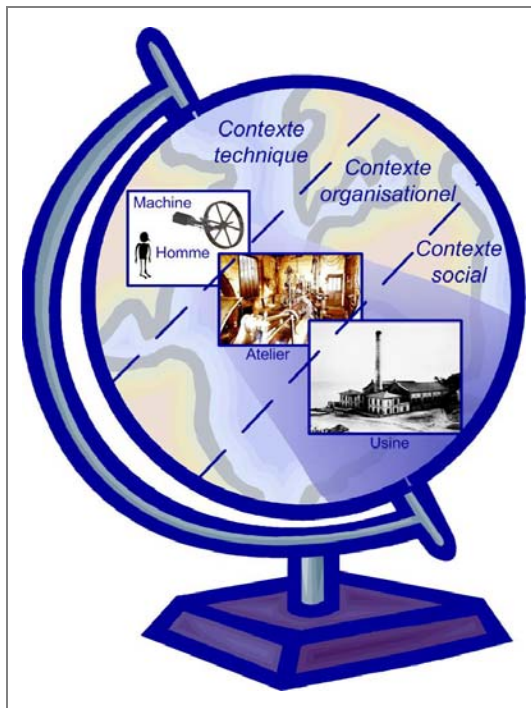 Contexte
technique
Contexte
organisationel
Contexte
social
Machine
Homme
Atelier
Usine